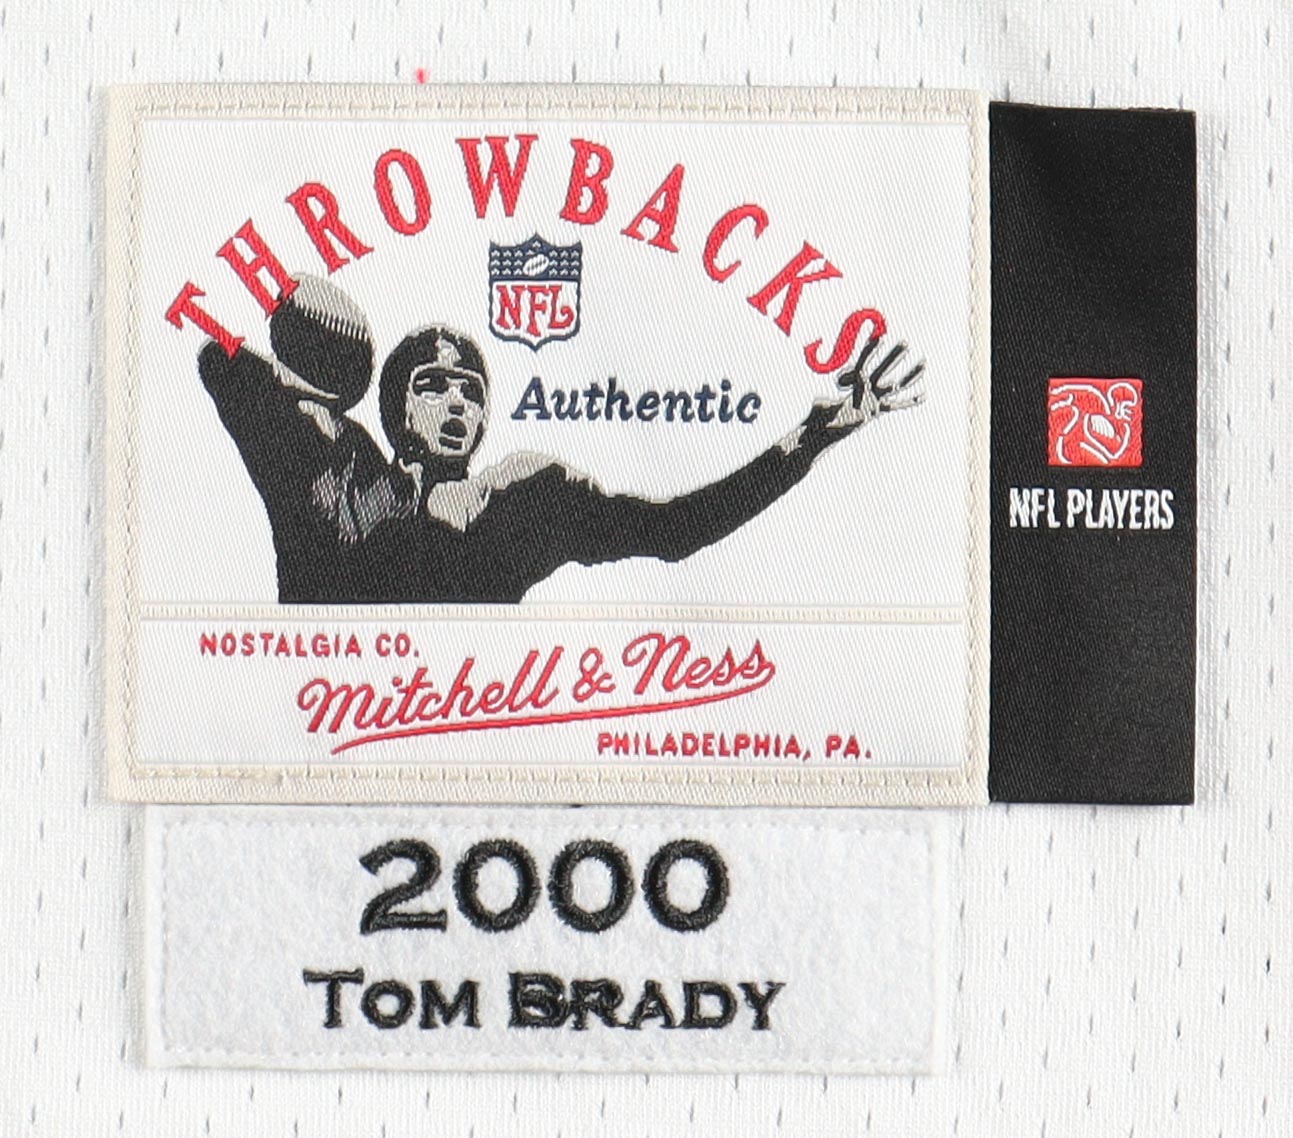 THROWBACKS
NFL
Authentic
NFL PLAYERS
NOSTALGIA CO.
Mitchell & Ness
PHILADELPHIA, PA.
2000
TOM BRADY